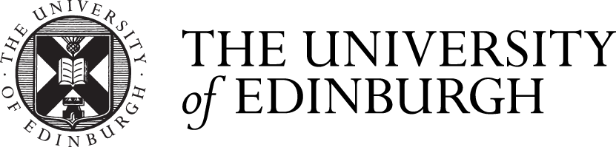 · THE UNIVERSITY ·
OF EDINBURGH
THE UNIVERSITY
of EDINBURGH